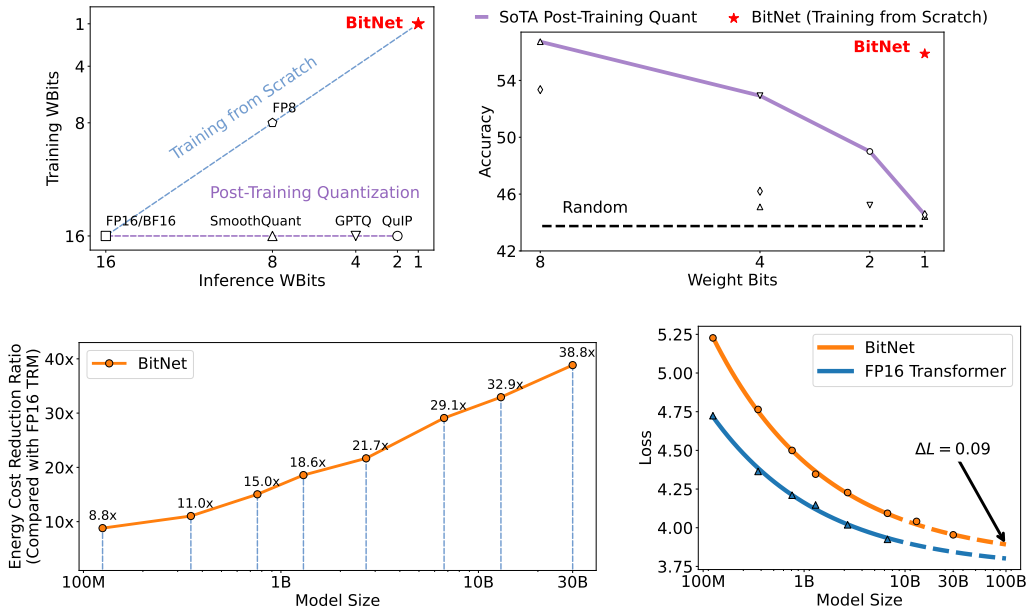 BitNet
1
4
8
16
Training WBits
Training from Scratch
FP8
Post-Training Quantization
FP16/BF16
SmoothQuant
GPTQ
QuIP
16
8
4
2
1
Inference WBits
SoTA Post-Training Quant
BitNet (Training from Scratch)
BitNet
54
50
46
42
Accuracy
Random
8
4
2
1
Weight Bits
Energy Cost Reduction Ratio
(Compared with FP16 TRM)
BitNet
40x
30x
20x
10x
8.8x
11.0x
15.0x
18.6x
21.7x
29.1x
32.9x
38.8x
100M
1B
10B
30B
Model Size
5.25
5.00
4.75
4.50
4.25
4.00
3.75
Loss
BitNet
FP16 Transformer
ΔL = 0.09
100M
1B
10B
30B
100B
Model Size